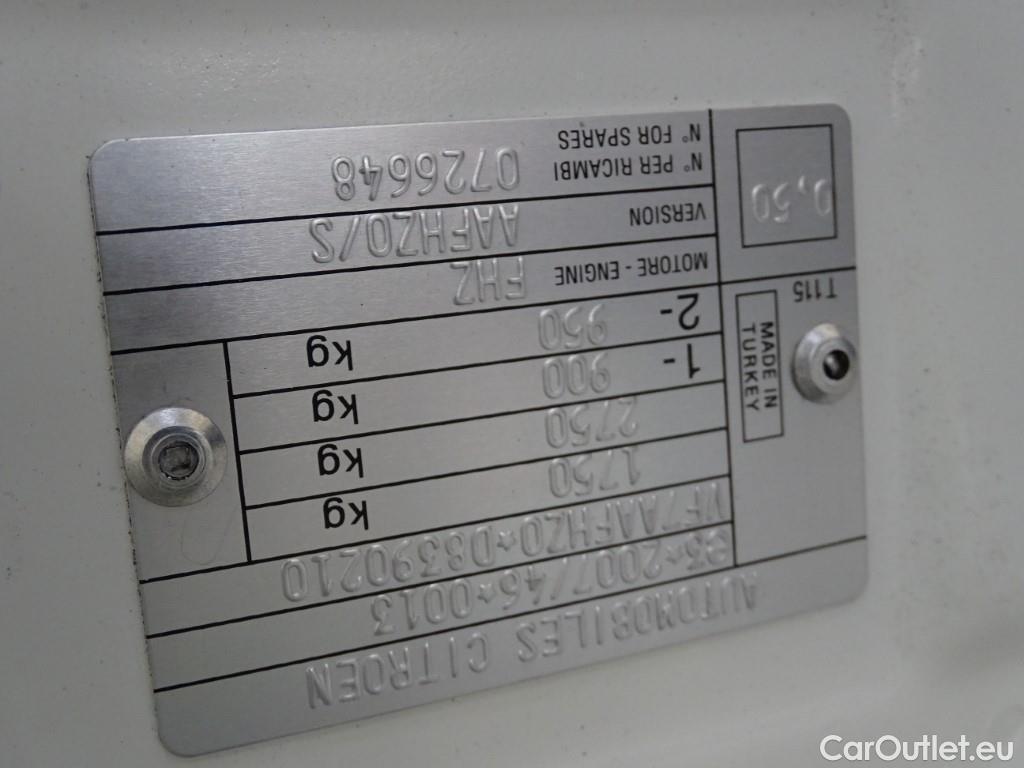 AUTOMOBILES CITROEN
e3*2007/46*0013
VF7AAFHZ0*D8390210
1750 kg
2750 kg
1- 900 kg
2- 950 kg
MOTORE - ENGINE FHZ
VERSION AAFHZ0/S
N° PER RICAMBI
N° FOR SPARES
0726648
MADE IN
TURKEY
T115
0,50
CarOutlet.eu